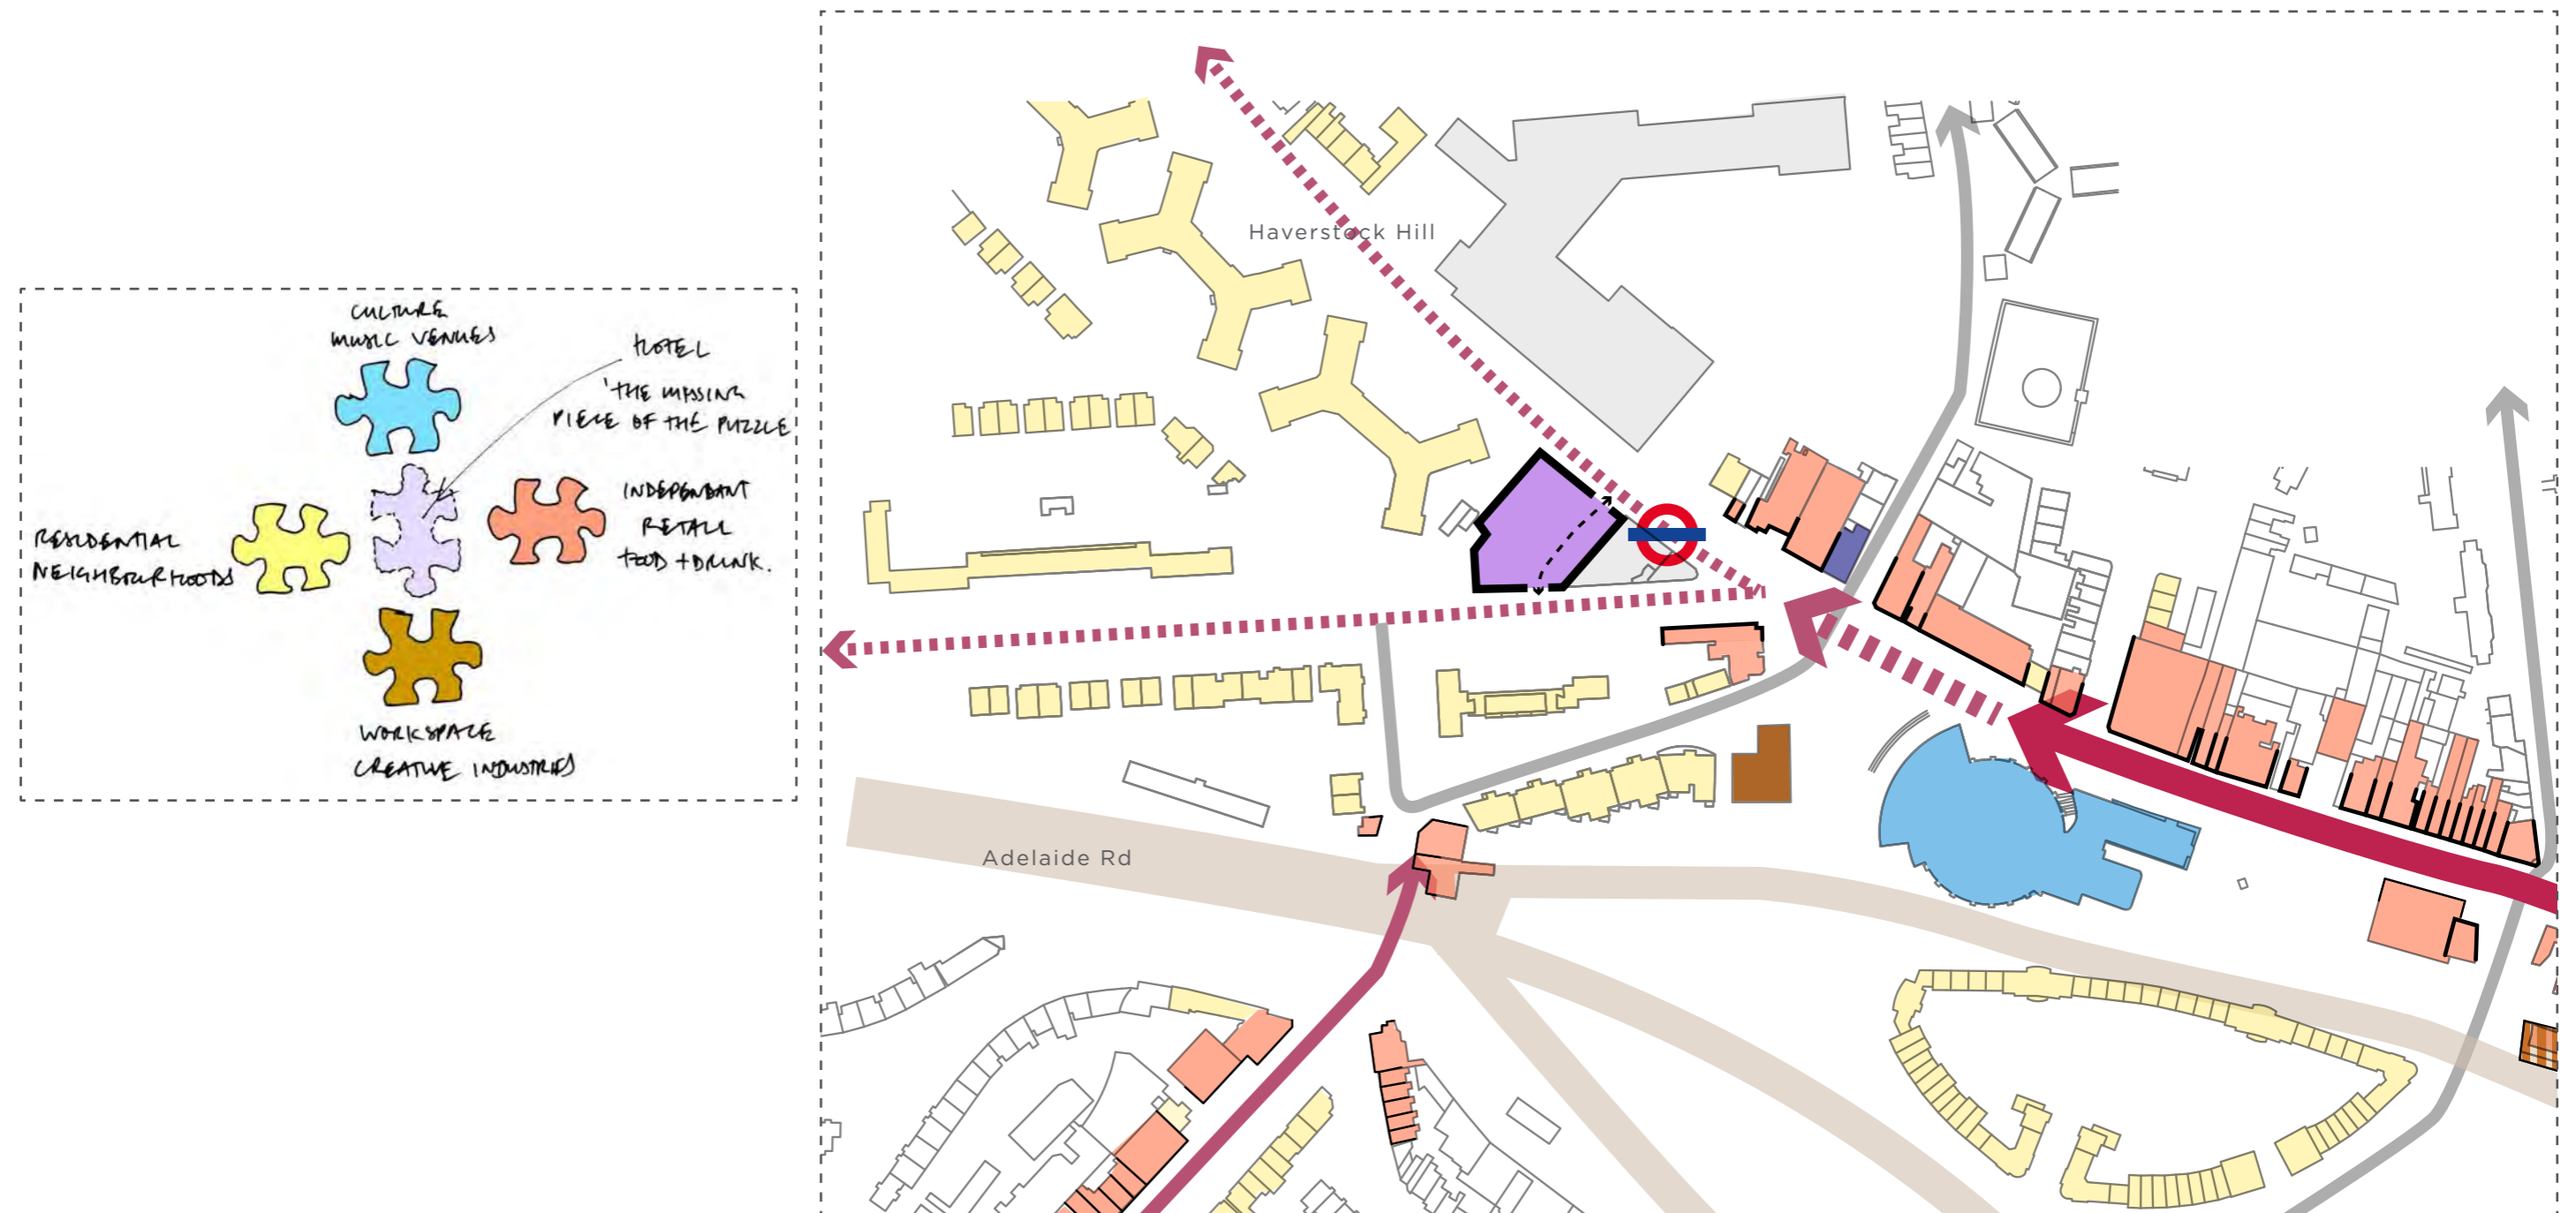 CULTURE
MUSIC VENUES
HOTEL
'THE MISSING
PIECE OF THE PUZZLE
RESIDENTIAL
NEIGHBOURHOODS
INDEPENDANT
RETAIL
FOOD + DRINK.
WORKSPACE
CREATIVE INDUSTRIES
Haverstock Hill
Adelaide Rd